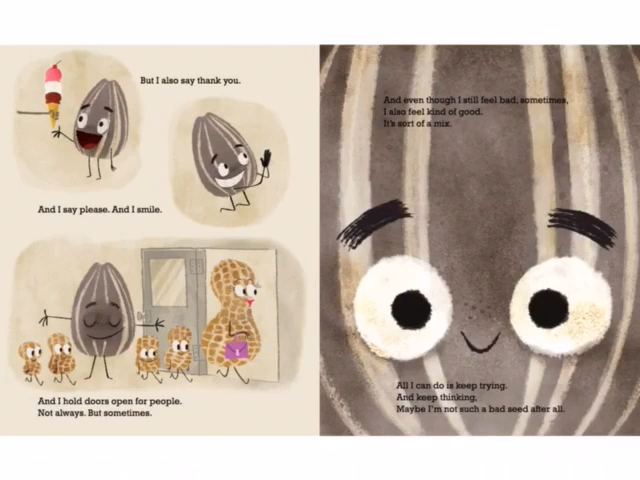 But I also say thank you.
And I say please. And I smile.
And I hold doors open for people.
Not always. But sometimes.
And even though I still feel bad, sometimes,
I also feel kind of good.
It's sort of a mix.
All I can do is keep trying.
And keep thinking,
Maybe I'm not such a bad seed after all.